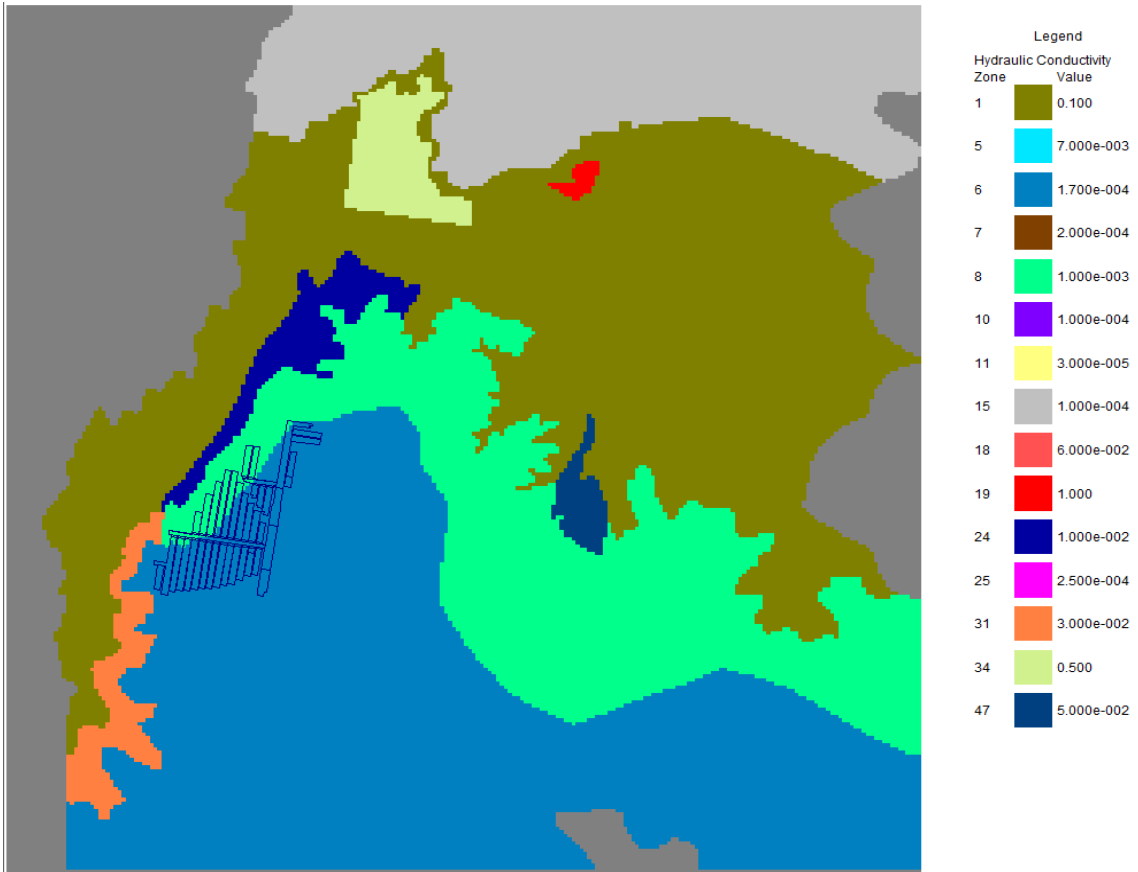 Legend
Hydraulic Conductivity
Zone Value
1 0.100
5 7.000e-003
6 1.700e-004
7 2.000e-004
8 1.000e-003
10 1.000e-004
11 3.000e-005
15 1.000e-004
18 6.000e-002
19 1.000
24 1.000e-002
25 2.500e-004
31 3.000e-002
34 0.500
47 5.000e-002